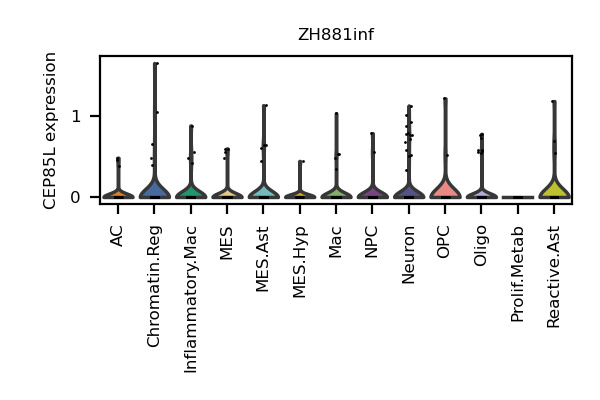 ZH881inf
CEP85L expression
1
0
AC
Chromatin.Reg
Inflammatory.Mac
MES
MES.Ast
MES.Hyp
Mac
NPC
Neuron
OPC
Oligo
Prolif.Metab
Reactive.Ast